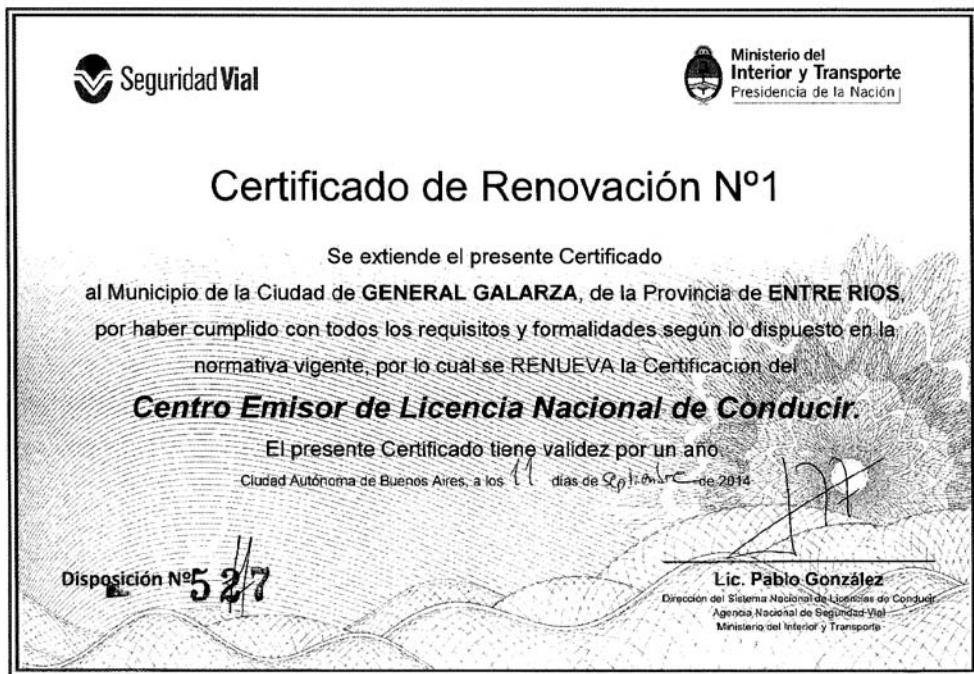 Seguridad Vial
Ministerio del
Interior y Transporte
Presidencia de la Nación
Certificado de Renovación Nº1
Se extiende el presente Certificado
al Municipio de la Ciudad de GENERAL GALARZA, de la Provincia de ENTRE RIOS,
por haber cumplido con todos los requisitos y formalidades según lo dispuesto en la
normativa vigente, por lo cual se RENUEVA la Certificación del
Centro Emisor de Licencia Nacional de Conducir.
El presente Certificado tiene validez por un año.
Ciudad Autónoma de Buenos Aires, a los 11 días de Septiembre de 2014
Disposición Nº 527
Lic. Pablo González
Dirección del Sistema Nacional de Licencias de Conducir
Agencia Nacional de Seguridad Vial
Ministerio del Interior y Transporte